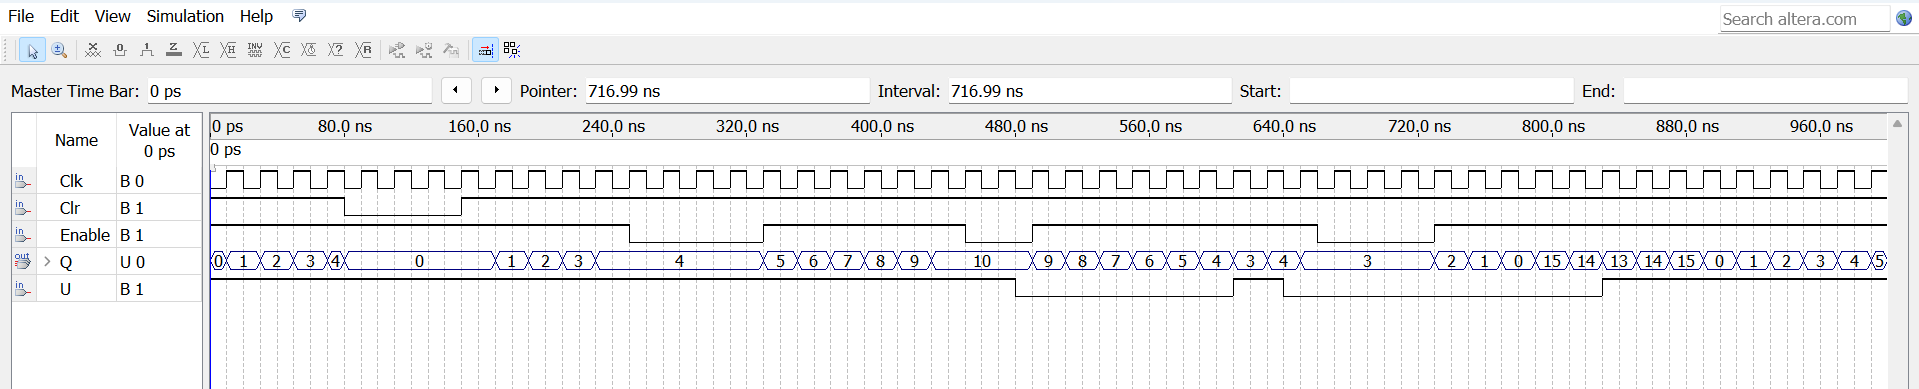 File Edit View Simulation Help
Search altera.com
Master Time Bar: 0 ps Pointer: 716.99 ns Interval: 716.99 ns Start: End:
Name Value at 0 ps
0 ps 80.0 ns 160.0 ns 240.0 ns 320.0 ns 400.0 ns 480.0 ns 560.0 ns 640.0 ns 720.0 ns 800.0 ns 880.0 ns 960.0 ns
0 ps
in Clk B 0
in Clr B 1
in Enable B 1
out > Q U 0 0 1 2 3 4 0 1 2 3 4 5 6 7 8 9 10 9 8 7 6 5 4 3 4 3 2 1 0 15 14 13 14 15 0 1 2 3 4 5
in U B 1